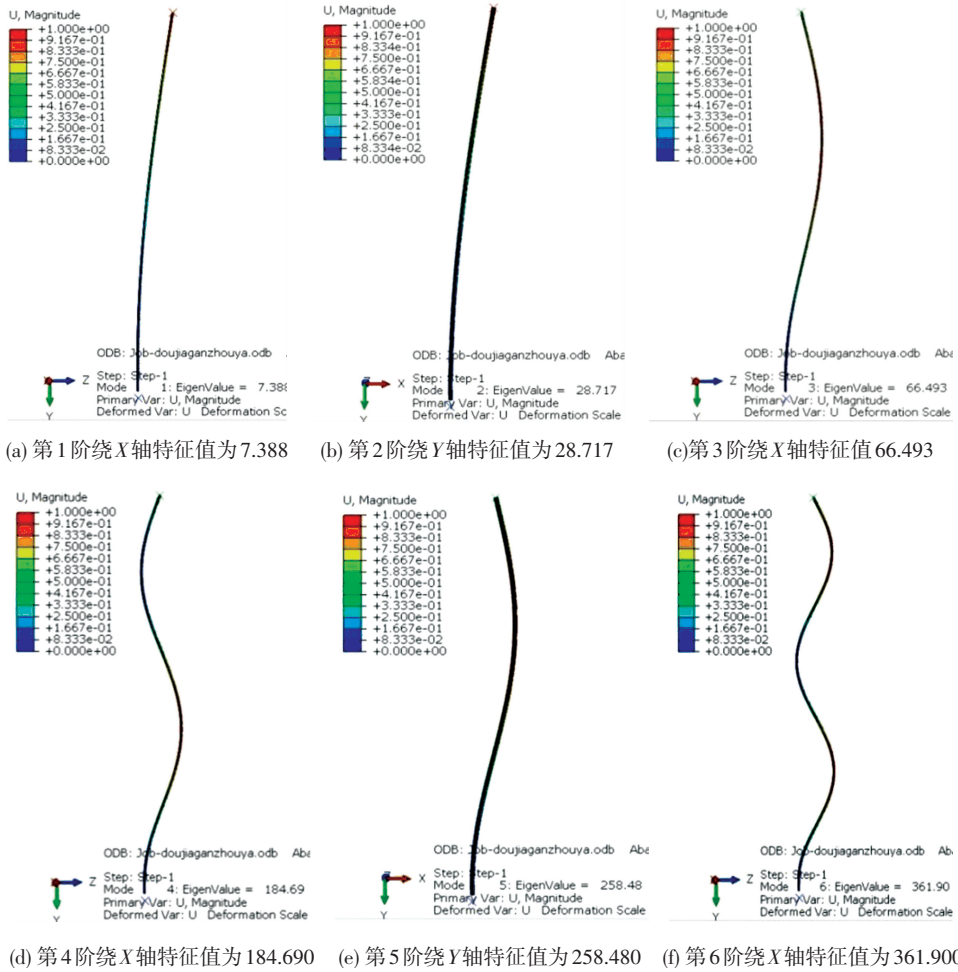 U, Magnitude
+1.000e+00
+9.167e-01
+8.333e-01
+7.500e-01
+6.667e-01
+5.833e-01
+5.000e-01
+4.167e-01
+3.333e-01
+2.500e-01
+1.667e-01
+8.333e-02
+0.000e+00
ODB: Job-doujiaganzhouya.odb
Z
Y
Step: Step-1
Mode 1: EigenValue = 7.388
Primary Var: U, Magnitude
Deformed Var: U Deformation Sc
(a) 第1阶绕X轴特征值为7.388
U, Magnitude
+1.000e+00
+9.167e-01
+8.334e-01
+7.500e-01
+6.667e-01
+5.834e-01
+5.000e-01
+4.167e-01
+3.333e-01
+2.500e-01
+1.667e-01
+8.334e-02
+0.000e+00
ODB: Job-doujiaganzhouya.odb Aba
X
Y
Step: Step-1
Mode 2: EigenValue = 28.717
Primary Var: U, Magnitude
Deformed Var: U Deformation Scale
(b) 第2阶绕Y轴特征值为28.717
U, Magnitude
+1.000e+00
+9.167e-01
+8.333e-01
+7.500e-01
+6.667e-01
+5.833e-01
+5.000e-01
+4.167e-01
+3.333e-01
+2.500e-01
+1.667e-01
+8.333e-02
+0.000e+00
ODB: Job-doujiaganzhouya.odb Aba
Z
Y
Step: Step-1
Mode 3: EigenValue = 66.493
Primary Var: U, Magnitude
Deformed Var: U Deformation Scale
(c)第3阶绕X轴特征值66.493
U, Magnitude
+1.000e+00
+9.167e-01
+8.333e-01
+7.500e-01
+6.667e-01
+5.833e-01
+5.000e-01
+4.167e-01
+3.333e-01
+2.500e-01
+1.667e-01
+8.333e-02
+0.000e+00
ODB: Job-doujiaganzhouya.odb Aba
Z
Y
Step: Step-1
Mode 4: EigenValue = 184.69
Primary Var: U, Magnitude
Deformed Var: U Deformation Scale
(d) 第4阶绕X轴特征值为184.690
U, Magnitude
+1.000e+00
+9.167e-01
+8.333e-01
+7.500e-01
+6.667e-01
+5.833e-01
+5.000e-01
+4.167e-01
+3.333e-01
+2.500e-01
+1.667e-01
+8.333e-02
+0.000e+00
ODB: Job-doujiaganzhouya.odb Aba
X
Y
Step: Step-1
Mode 5: EigenValue = 258.48
Primary Var: U, Magnitude
Deformed Var: U Deformation Scale
(e) 第5阶绕Y轴特征值为258.480
U, Magnitude
+1.000e+00
+9.167e-01
+8.333e-01
+7.500e-01
+6.667e-01
+5.833e-01
+5.000e-01
+4.167e-01
+3.333e-01
+2.500e-01
+1.667e-01
+8.333e-02
+0.000e+00
ODB: Job-doujiaganzhouya.odb Aba
Z
Y
Step: Step-1
Mode 6: EigenValue = 361.90
Primary Var: U, Magnitude
Deformed Var: U Deformation Scale
(f) 第6阶绕X轴特征值为361.900